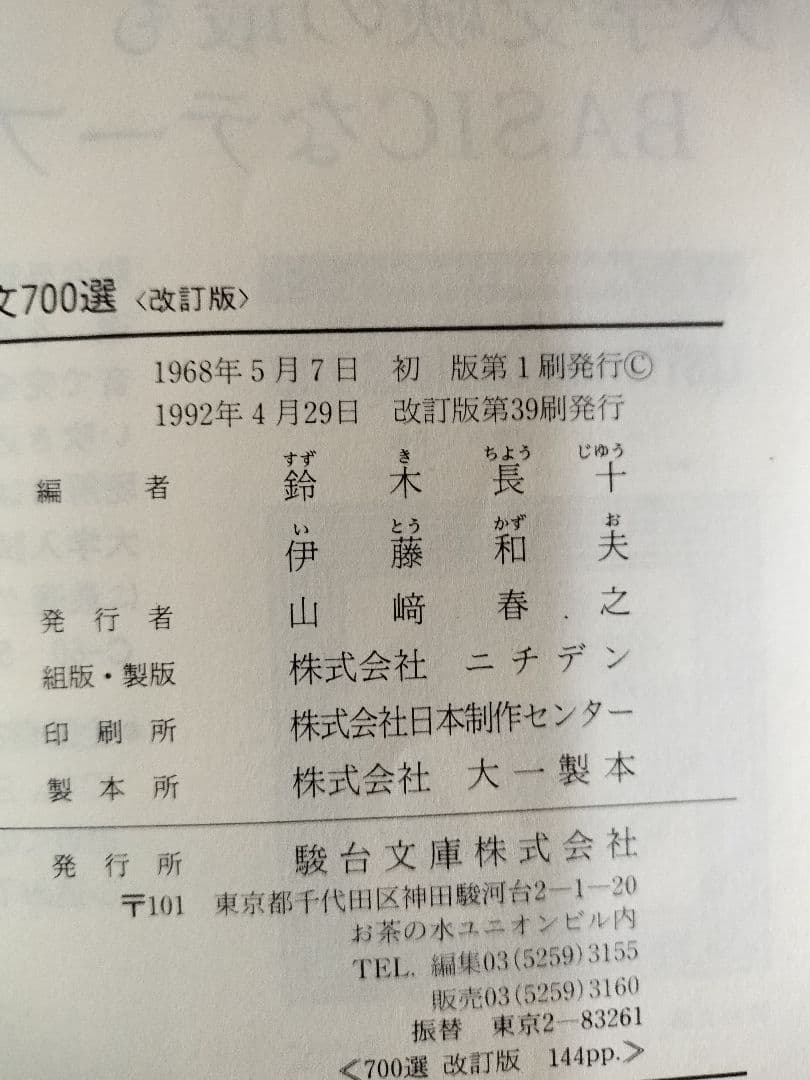 文700選〈改訂版〉
1968年5月7日 初 版第1刷発行©
1992年4月29日 改訂版第39刷発行
すず き ちよう じゆう
編 者 鈴 木 長 十
い とう かず お
伊 藤 和 夫
発行者 山 﨑 春 之
組版・製版 株式会社 ニチデン
印刷所 株式会社日本制作センター
製本所 株式会社 大一製本
発行所 駿台文庫株式会社
〒101 東京都千代田区神田駿河台2—1—20
お茶の水ユニオンビル内
TEL. 編集03(5259)3155
販売03(5259)3160
振替 東京2—83261
≪700選 改訂版 144pp.≫